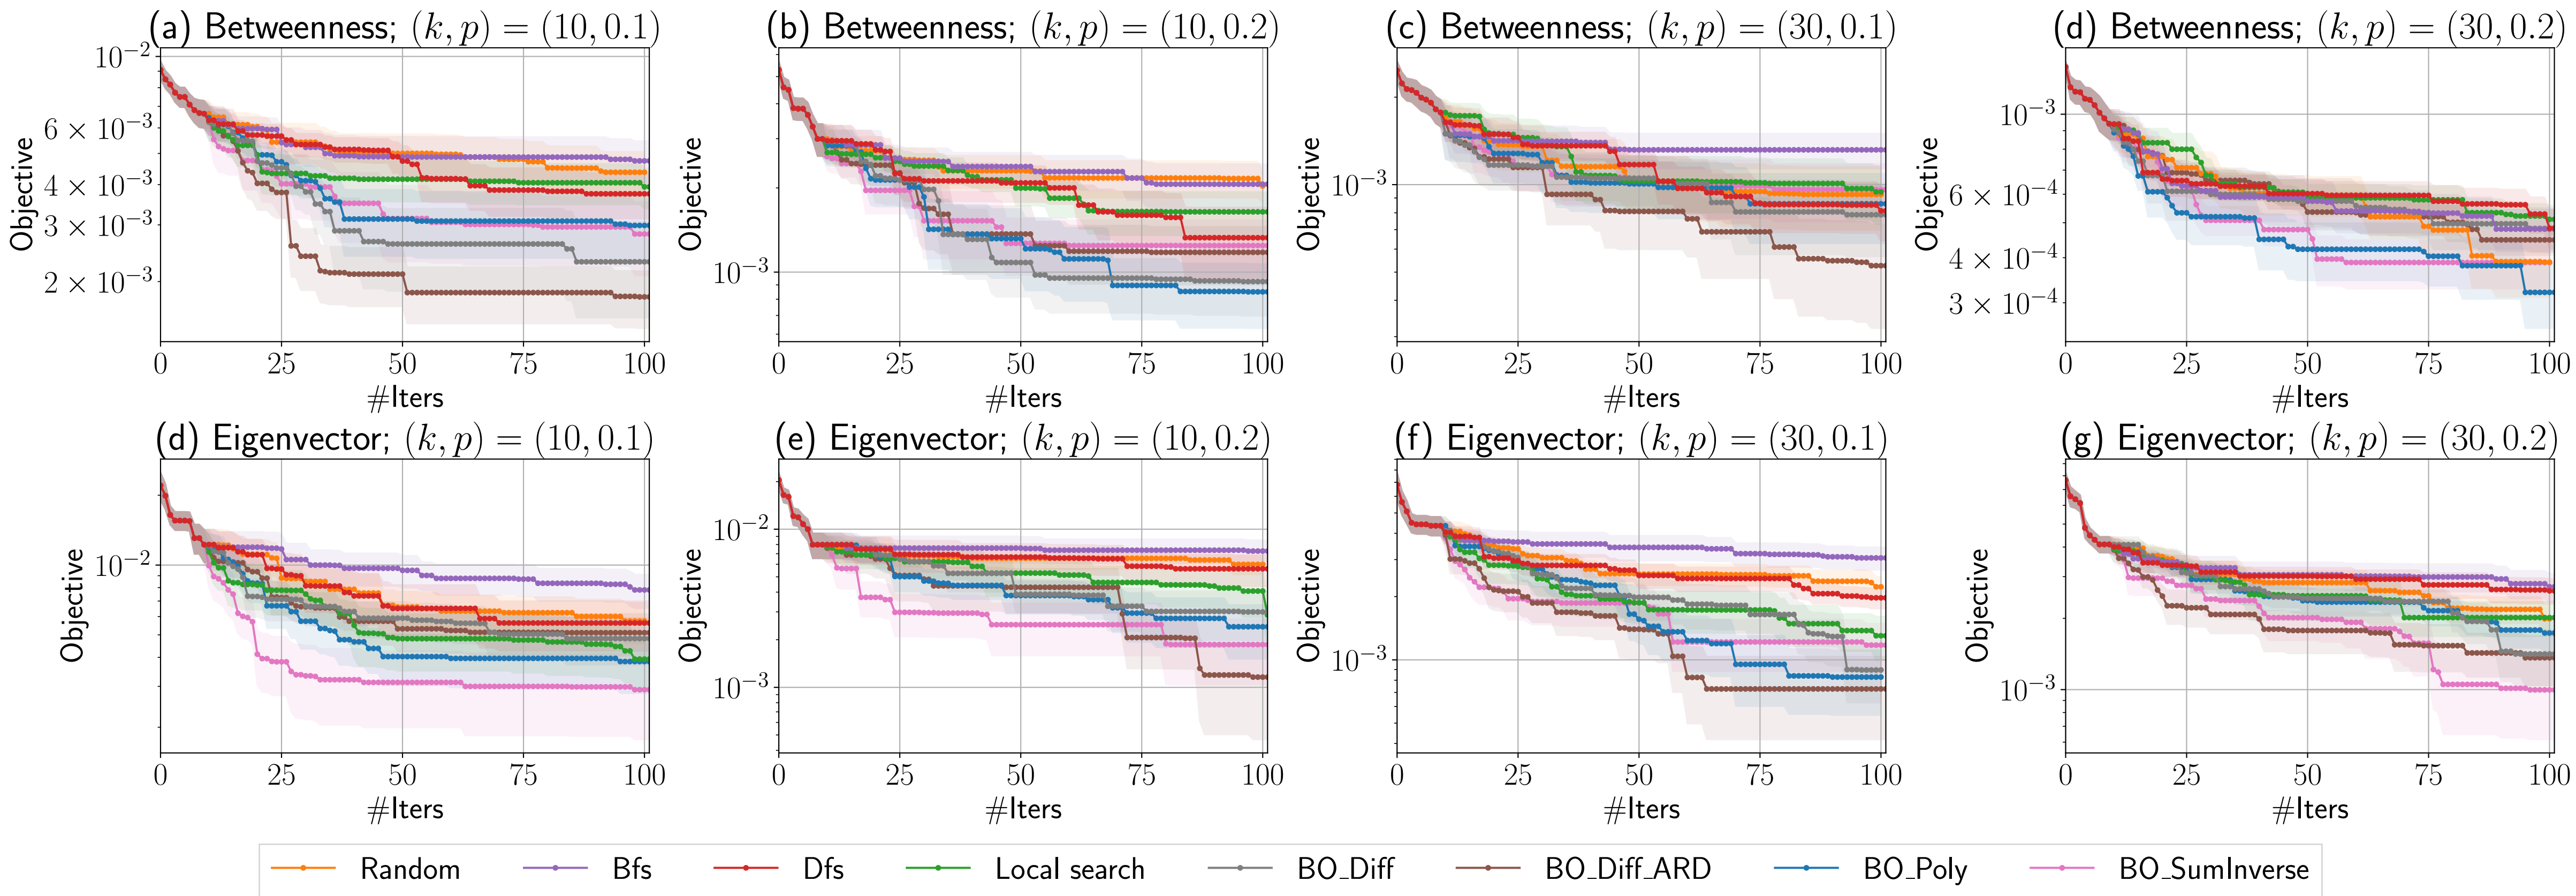 (a) Betweenness; (k, p) = (10, 0.1)
Objective
10⁻²
6 × 10⁻³
4 × 10⁻³
3 × 10⁻³
2 × 10⁻³
0 25 50 75 100
#Iters
(b) Betweenness; (k, p) = (10, 0.2)
Objective
10⁻³
0 25 50 75 100
#Iters
(c) Betweenness; (k, p) = (30, 0.1)
Objective
10⁻³
0 25 50 75 100
#Iters
(d) Betweenness; (k, p) = (30, 0.2)
Objective
10⁻³
6 × 10⁻⁴
4 × 10⁻⁴
3 × 10⁻⁴
0 25 50 75 100
#Iters
(d) Eigenvector; (k, p) = (10, 0.1)
Objective
10⁻²
0 25 50 75 100
#Iters
(e) Eigenvector; (k, p) = (10, 0.2)
Objective
10⁻²
10⁻³
0 25 50 75 100
#Iters
(f) Eigenvector; (k, p) = (30, 0.1)
Objective
10⁻³
0 25 50 75 100
#Iters
(g) Eigenvector; (k, p) = (30, 0.2)
Objective
10⁻³
0 25 50 75 100
#Iters
Random Bfs Dfs Local search BO_Diff BO_Diff_ARD BO_Poly BO_SumInverse